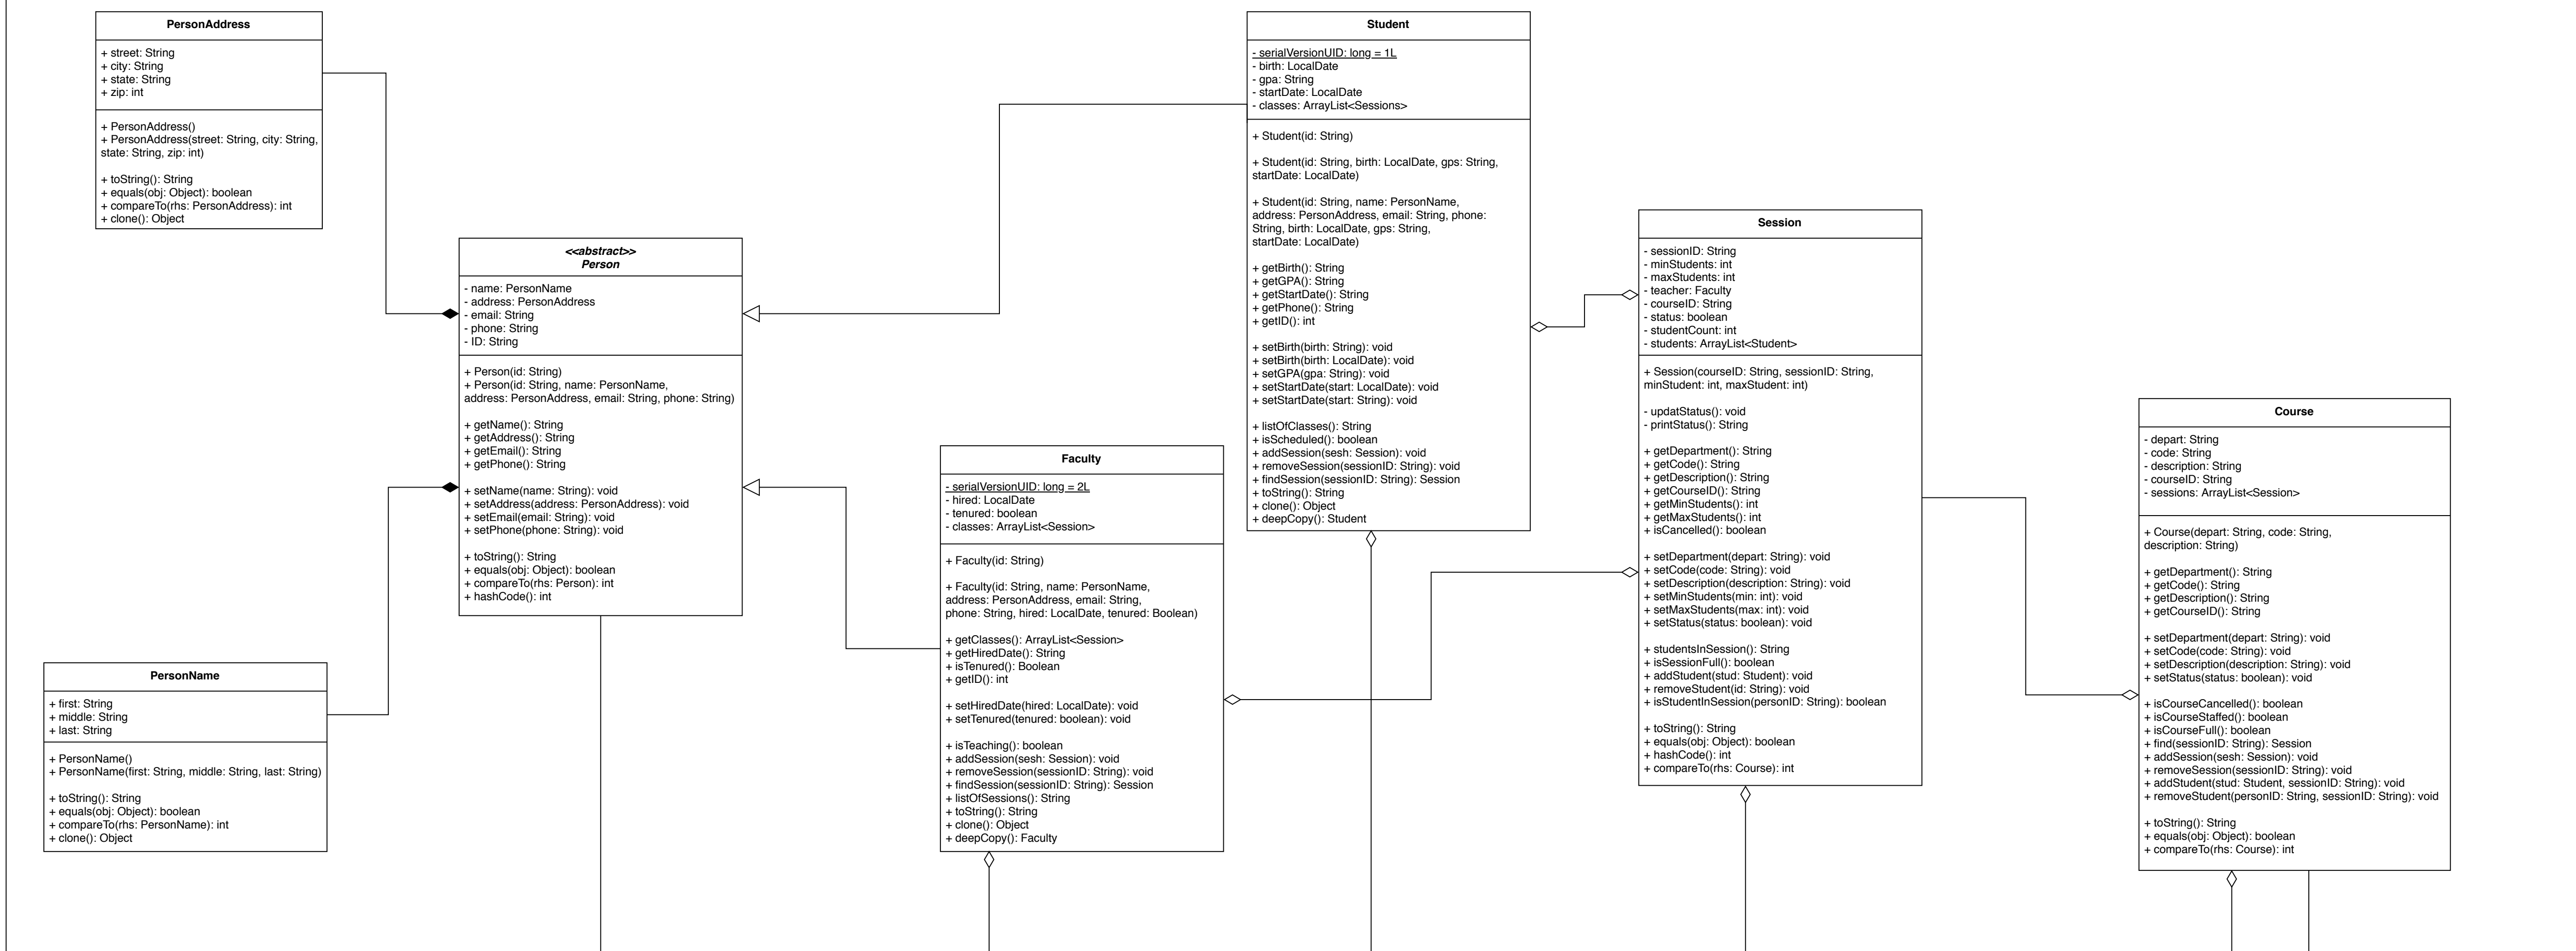 PersonAddress
+ street: String
+ city: String
+ state: String
+ zip: int
+ PersonAddress()
+ PersonAddress(street: String, city: String,
state: String, zip: int)
+ toString(): String
+ equals(obj: Object): boolean
+ compareTo(rhs: PersonAddress): int
+ clone(): Object
PersonName
+ first: String
+ middle: String
+ last: String
+ PersonName()
+ PersonName(first: String, middle: String, last: String)
+ toString(): String
+ equals(obj: Object): boolean
+ compareTo(rhs: PersonName): int
+ clone(): Object
<<abstract>>
Person
- name: PersonName
- address: PersonAddress
- email: String
- phone: String
- ID: String
+ Person(id: String)
+ Person(id: String, name: PersonName,
address: PersonAddress, email: String, phone: String)
+ getName(): String
+ getAddress(): String
+ getEmail(): String
+ getPhone(): String
+ setName(name: String): void
+ setAddress(address: PersonAddress): void
+ setEmail(email: String): void
+ setPhone(phone: String): void
+ toString(): String
+ equals(obj: Object): boolean
+ compareTo(rhs: Person): int
+ hashCode(): int
Faculty
- serialVersionUID: long = 2L
- hired: LocalDate
- tenured: boolean
- classes: ArrayList<Session>
+ Faculty(id: String)
+ Faculty(id: String, name: PersonName,
address: PersonAddress, email: String,
phone: String, hired: LocalDate, tenured: Boolean)
+ getClasses(): ArrayList<Session>
+ getHiredDate(): String
+ isTenured(): Boolean
+ getID(): int
+ setHiredDate(hired: LocalDate): void
+ setTenured(tenured: boolean): void
+ isTeaching(): boolean
+ addSession(sesh: Session): void
+ removeSession(sessionID: String): void
+ findSession(sessionID: String): Session
+ listOfSessions(): String
+ toString(): String
+ clone(): Object
+ deepCopy(): Faculty
Student
- serialVersionUID: long = 1L
- birth: LocalDate
- gpa: String
- startDate: LocalDate
- classes: ArrayList<Sessions>
+ Student(id: String)
+ Student(id: String, birth: LocalDate, gps: String,
startDate: LocalDate)
+ Student(id: String, name: PersonName,
address: PersonAddress, email: String, phone:
String, birth: LocalDate, gps: String,
startDate: LocalDate)
+ getBirth(): String
+ getGPA(): String
+ getStartDate(): String
+ getPhone(): String
+ getID(): int
+ setBirth(birth: String): void
+ setBirth(birth: LocalDate): void
+ setGPA(gpa: String): void
+ setStartDate(start: LocalDate): void
+ setStartDate(start: String): void
+ listOfClasses(): String
+ isScheduled(): boolean
+ addSession(sesh: Session): void
+ removeSession(sessionID: String): void
+ findSession(sessionID: String): Session
+ toString(): String
+ clone(): Object
+ deepCopy(): Student
Session
- sessionID: String
- minStudents: int
- maxStudents: int
- teacher: Faculty
- courseID: String
- status: boolean
- studentCount: int
- students: ArrayList<Student>
+ Session(courseID: String, sessionID: String,
minStudent: int, maxStudent: int)
- updatStatus(): void
- printStatus(): String
+ getDepartment(): String
+ getCode(): String
+ getDescription(): String
+ getCourseID(): String
+ getMinStudents(): int
+ getMaxStudents(): int
+ isCancelled(): boolean
+ setDepartment(depart: String): void
+ setCode(code: String): void
+ setDescription(description: String): void
+ setMinStudents(min: int): void
+ setMaxStudents(max: int): void
+ setStatus(status: boolean): void
+ studentsInSession(): String
+ isSessionFull(): boolean
+ addStudent(stud: Student): void
+ removeStudent(id: String): void
+ isStudentInSession(personID: String): boolean
+ toString(): String
+ equals(obj: Object): boolean
+ hashCode(): int
+ compareTo(rhs: Course): int
Course
- depart: String
- code: String
- description: String
- courseID: String
- sessions: ArrayList<Session>
+ Course(depart: String, code: String,
description: String)
+ getDepartment(): String
+ getCode(): String
+ getDescription(): String
+ getCourseID(): String
+ setDepartment(depart: String): void
+ setCode(code: String): void
+ setDescription(description: String): void
+ setStatus(status: boolean): void
+ isCourseCancelled(): boolean
+ isCourseStaffed(): boolean
+ isCourseFull(): boolean
+ find(sessionID: String): Session
+ addSession(sesh: Session): void
+ removeSession(sessionID: String): void
+ addStudent(stud: Student, sessionID: String): void
+ removeStudent(personID: String, sessionID: String): void
+ toString(): String
+ equals(obj: Object): boolean
+ compareTo(rhs: Course): int